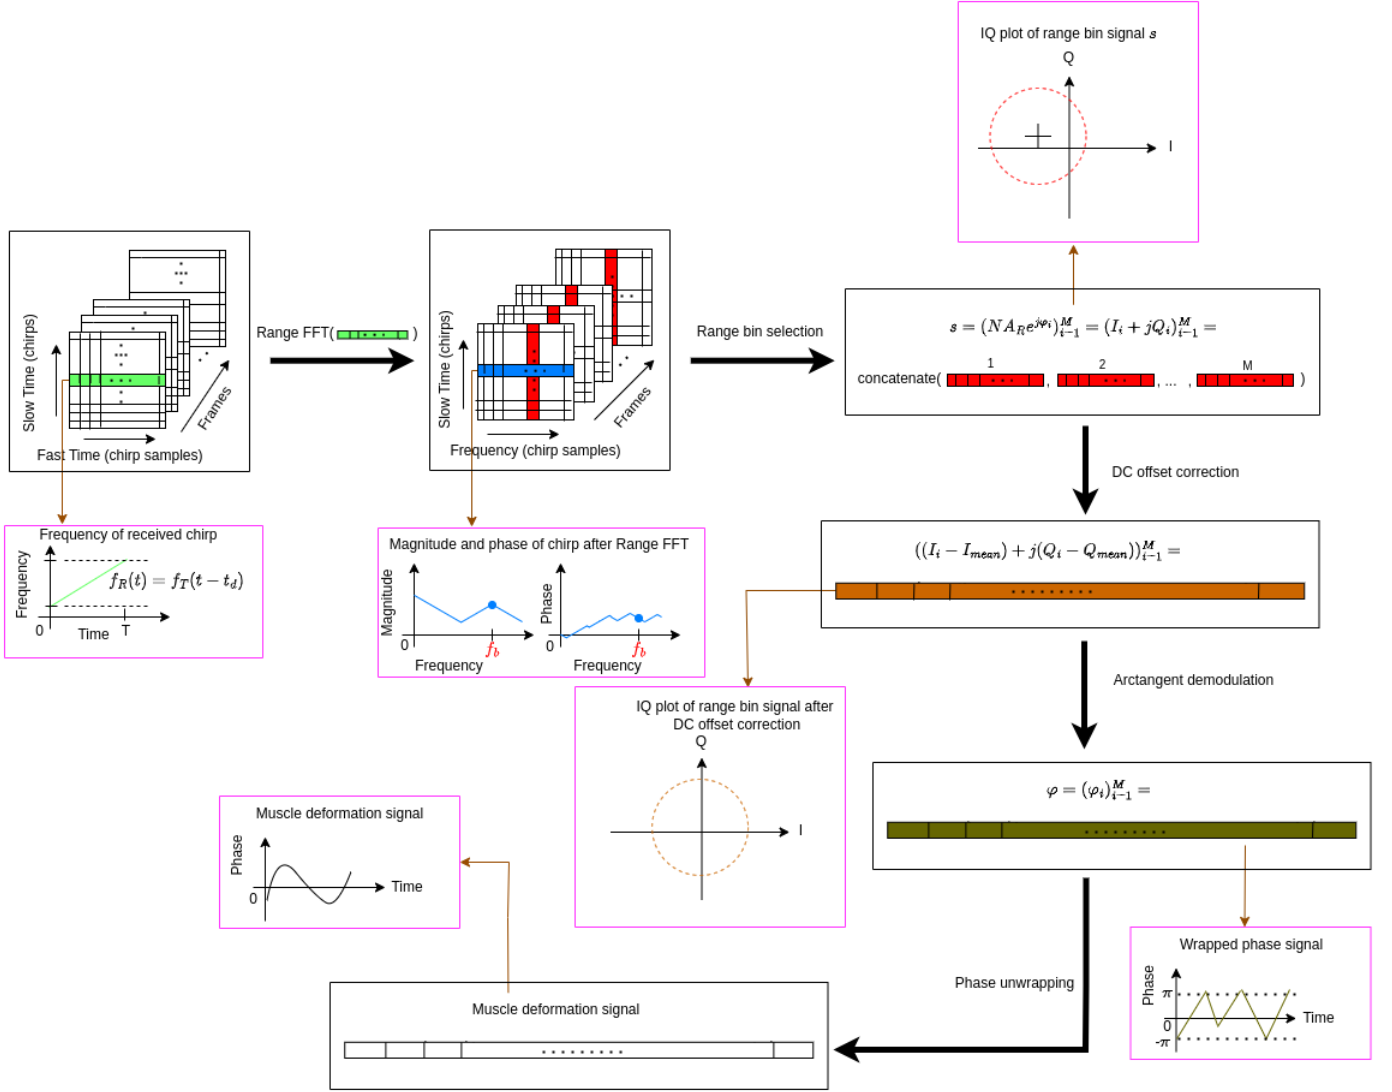 IQ plot of range bin signal s
Q
I
Slow Time (chirps)
Fast Time (chirp samples)
Frames
Range FFT( )
Slow Time (chirps)
Frequency (chirp samples)
Frames
Range bin selection
s = (NA_R e^{jφ_i})_{i-1}^M = (I_i + jQ_i)_{i-1}^M =
1 2 M
concatenate( , , ... , )
DC offset correction
Frequency of received chirp
Frequency
f_R(t) = f_T(t − t_d)
0 Time T
Magnitude and phase of chirp after Range FFT
Magnitude
0
f_b
Frequency
Phase
0
f_b
Frequency
((I_i − I_{mean}) + j(Q_i − Q_{mean}))_{i-1}^M =
Arctangent demodulation
IQ plot of range bin signal after
DC offset correction
Q
I
φ = (φ_i)_{i-1}^M =
Muscle deformation signal
Phase
0
Time
Wrapped phase signal
Phase
π
0
-π
Time
Phase unwrapping
Muscle deformation signal